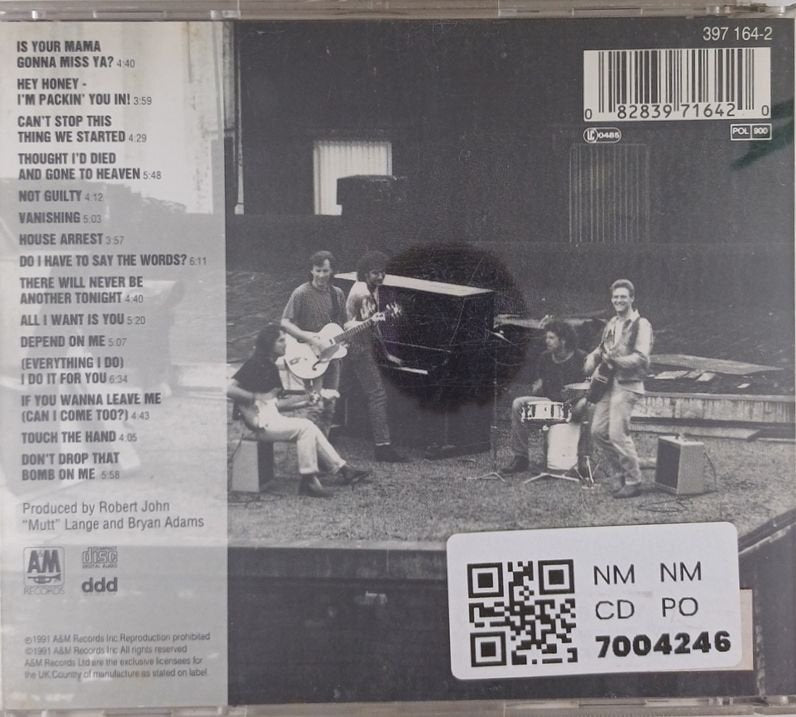 IS YOUR MAMA
GONNA MISS YA? 4:40
HEY HONEY -
I'M PACKIN' YOU IN! 3:59
CAN'T STOP THIS
THING WE STARTED 4:29
THOUGHT I'D DIED
AND GONE TO HEAVEN 5:48
NOT GUILTY 4:12
VANISHING 5:03
HOUSE ARREST 3:57
DO I HAVE TO SAY THE WORDS? 6:11
THERE WILL NEVER BE
ANOTHER TONIGHT 4:40
ALL I WANT IS YOU 5:20
DEPEND ON ME 5:07
(EVERYTHING I DO)
I DO IT FOR YOU 6:34
IF YOU WANNA LEAVE ME
(CAN I COME TOO?) 4:43
TOUCH THE HAND 4:05
DON'T DROP THAT
BOMB ON ME 5:58
Produced by Robert John
"Mutt" Lange and Bryan Adams
A&M
RECORDS
COMPACT
disc
DIGITAL AUDIO
ddd
℗1991 A&M Records Inc Reproduction prohibited
©1991 A&M Records Inc All rights reserved
A&M Records Ltd are the exclusive licensees for
the UK.Country of manufacture as stated on label
397 164-2
0 82839 71642 0
LC 0485
POL 900
NM NM
CD PO
7004246